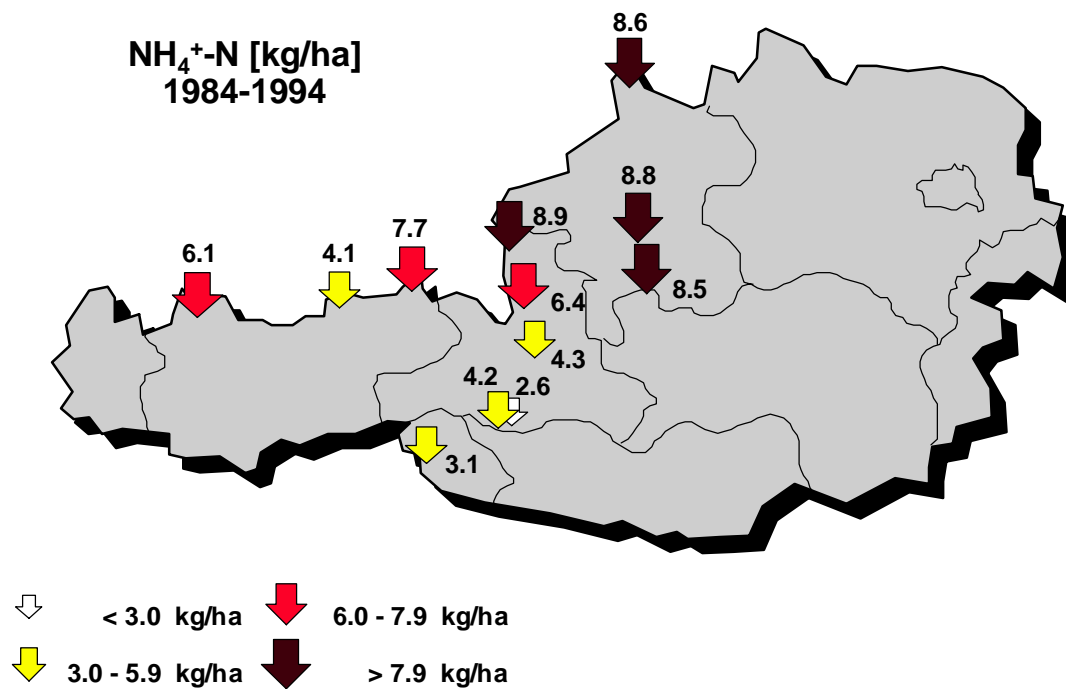 NH₄⁺-N [kg/ha]
1984-1994
8.6
8.8
8.9
7.7
4.1
6.1
8.5
6.4
4.3
4.2
2.6
3.1
< 3.0 kg/ha
6.0 - 7.9 kg/ha
3.0 - 5.9 kg/ha
> 7.9 kg/ha